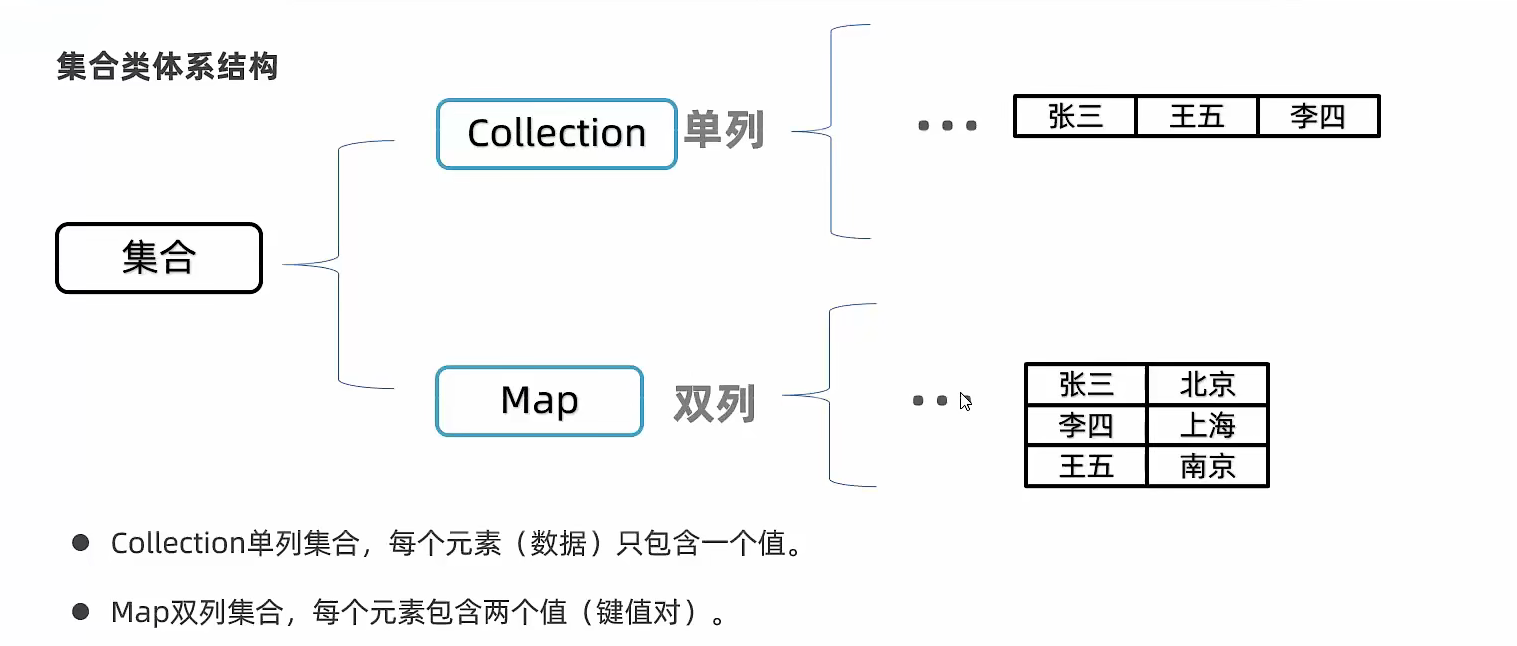 集合类体系结构
Collection 单列
张三 王五 李四
集合
Map 双列
张三 北京
李四 上海
王五 南京
Collection单列集合，每个元素（数据）只包含一个值。
Map双列集合，每个元素包含两个值（键值对）。